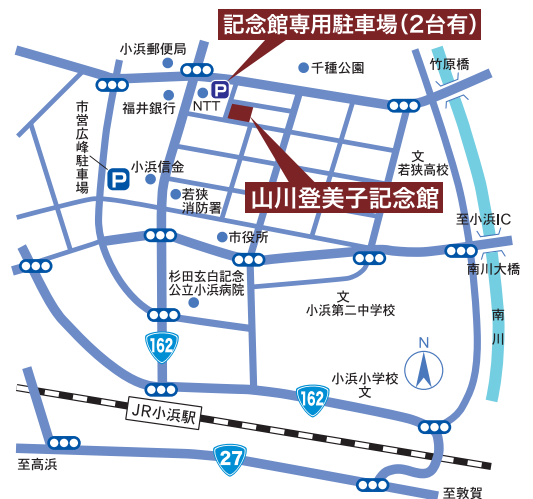 記念館専用駐車場(2台有)
小浜郵便局
千種公園
竹原橋
P
NTT
福井銀行
市営広峰駐車場
文
若狭高校
小浜信金
P
山川登美子記念館
若狭
消防署
至小浜IC
市役所
南川大橋
杉田玄白記念
公立小浜病院
文
小浜第二中学校
南川
162
N
小浜小学校
文
162
JR小浜駅
27
至高浜
至敦賀